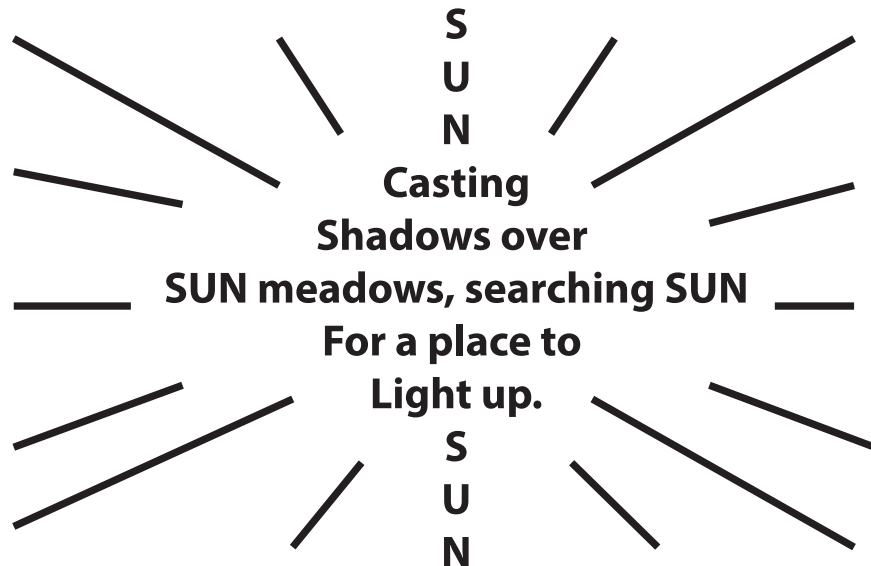 S
U
N
Casting
Shadows over
SUN meadows, searching SUN
For a place to
Light up.
S
U
N